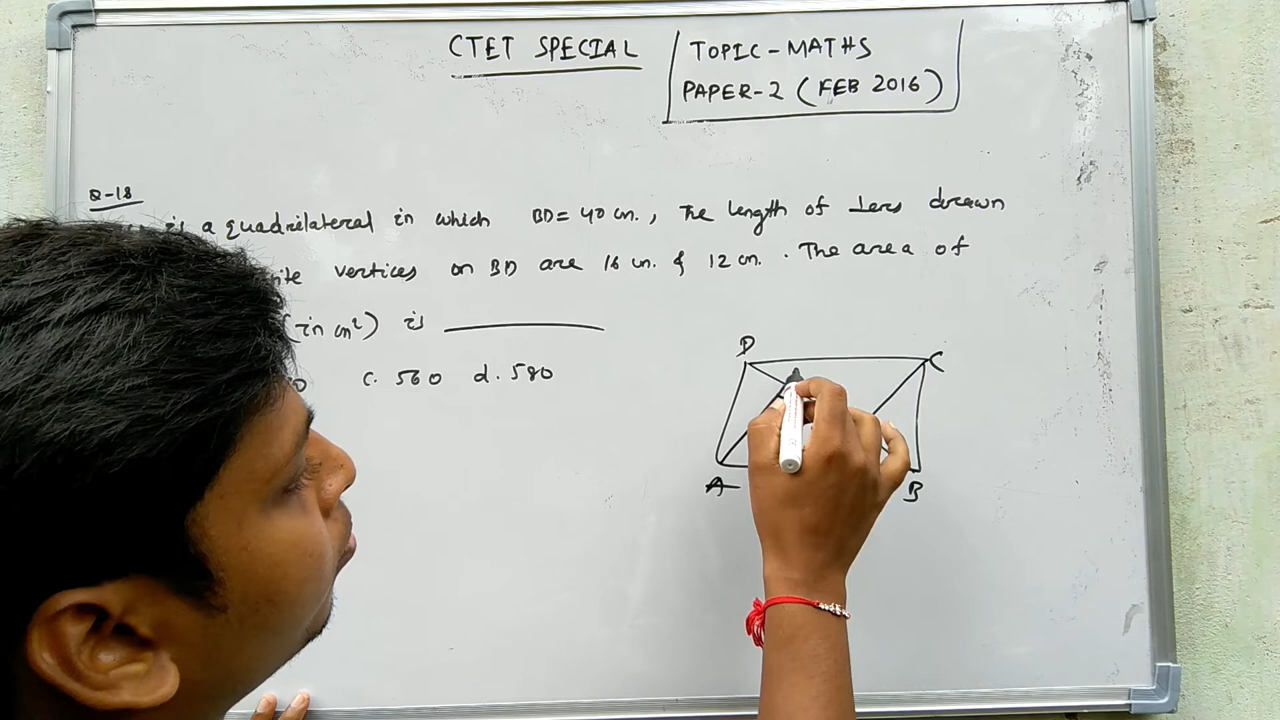 CTET SPECIAL
TOPIC-MATHS
PAPER-2 (FEB 2016)
Q-18
is a quadrilateral in which BD = 40 cm., The length of ⊥ers drawn
vertices on BD are 16 cm. & 12 cm. . The area of
(in cm²) is
c. 560 d. 580
D
C
A
B